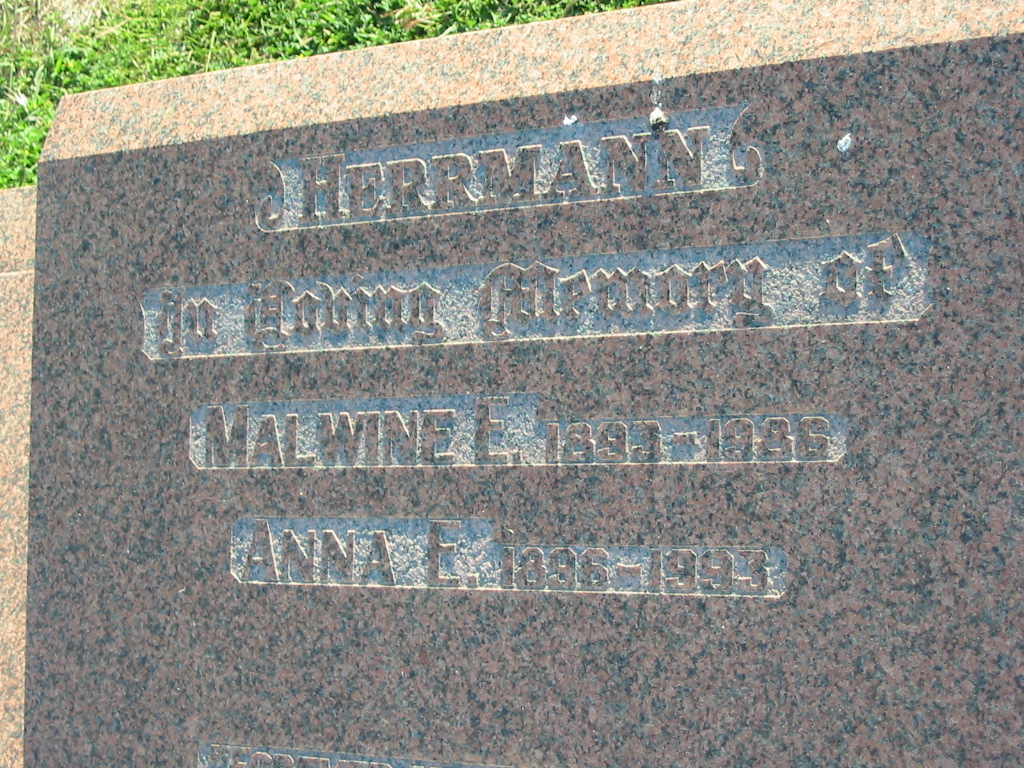 HERRMANN
In Loving Memory of
MALWINE E. 1893-1986
ANNA E. 1896-1993